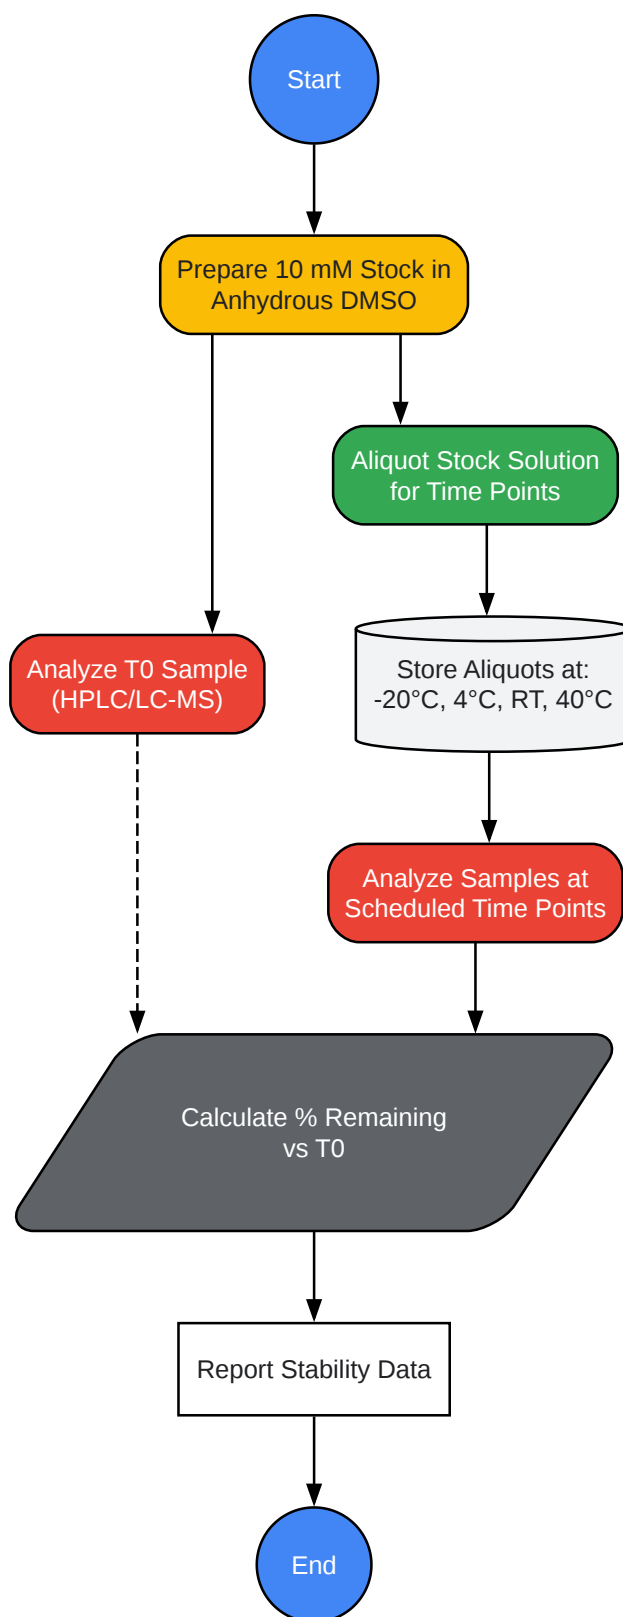 Start
Prepare 10 mM Stock in
Anhydrous DMSO
Aliquot Stock Solution
for Time Points
Analyze T0 Sample
(HPLC/LC-MS)
Store Aliquots at:
-20°C, 4°C, RT, 40°C
Analyze Samples at
Scheduled Time Points
Calculate % Remaining
vs T0
Report Stability Data
End